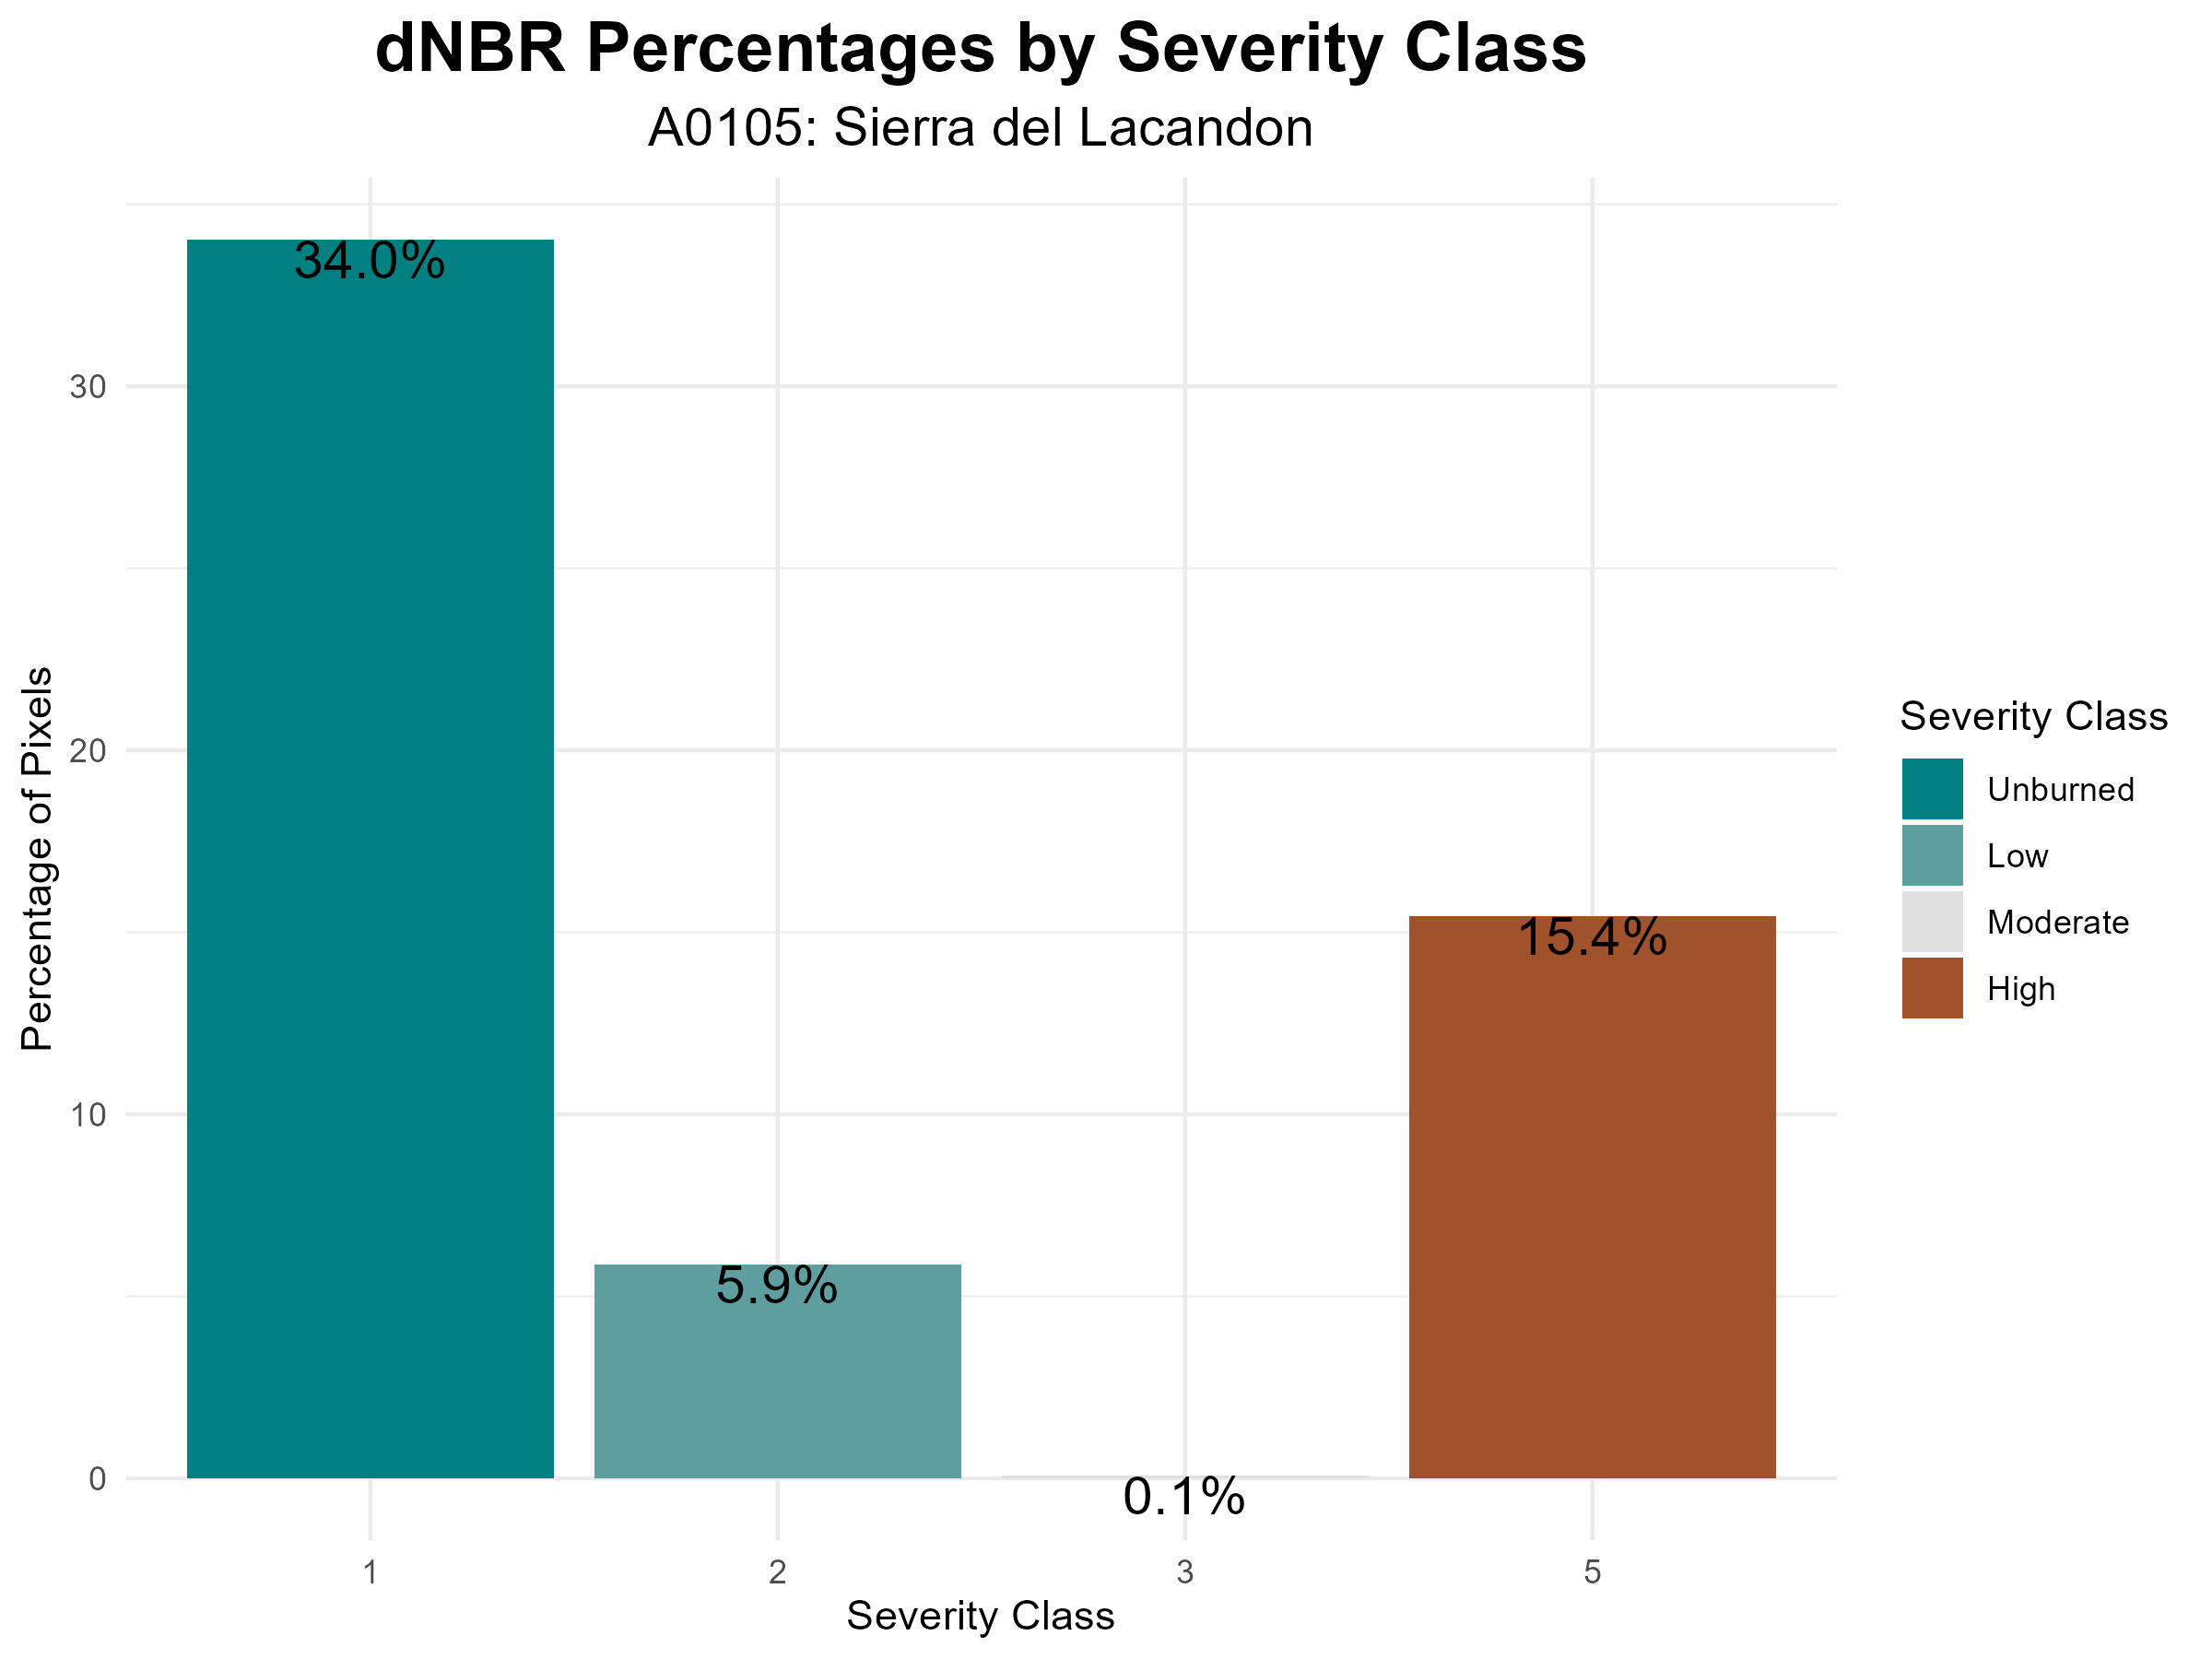 dNBR Percentages by Severity Class
A0105: Sierra del Lacandon
Percentage of Pixels
30
20
10
0
34.0%
5.9%
0.1%
15.4%
1
2
3
5
Severity Class
Severity Class
Unburned
Low
Moderate
High